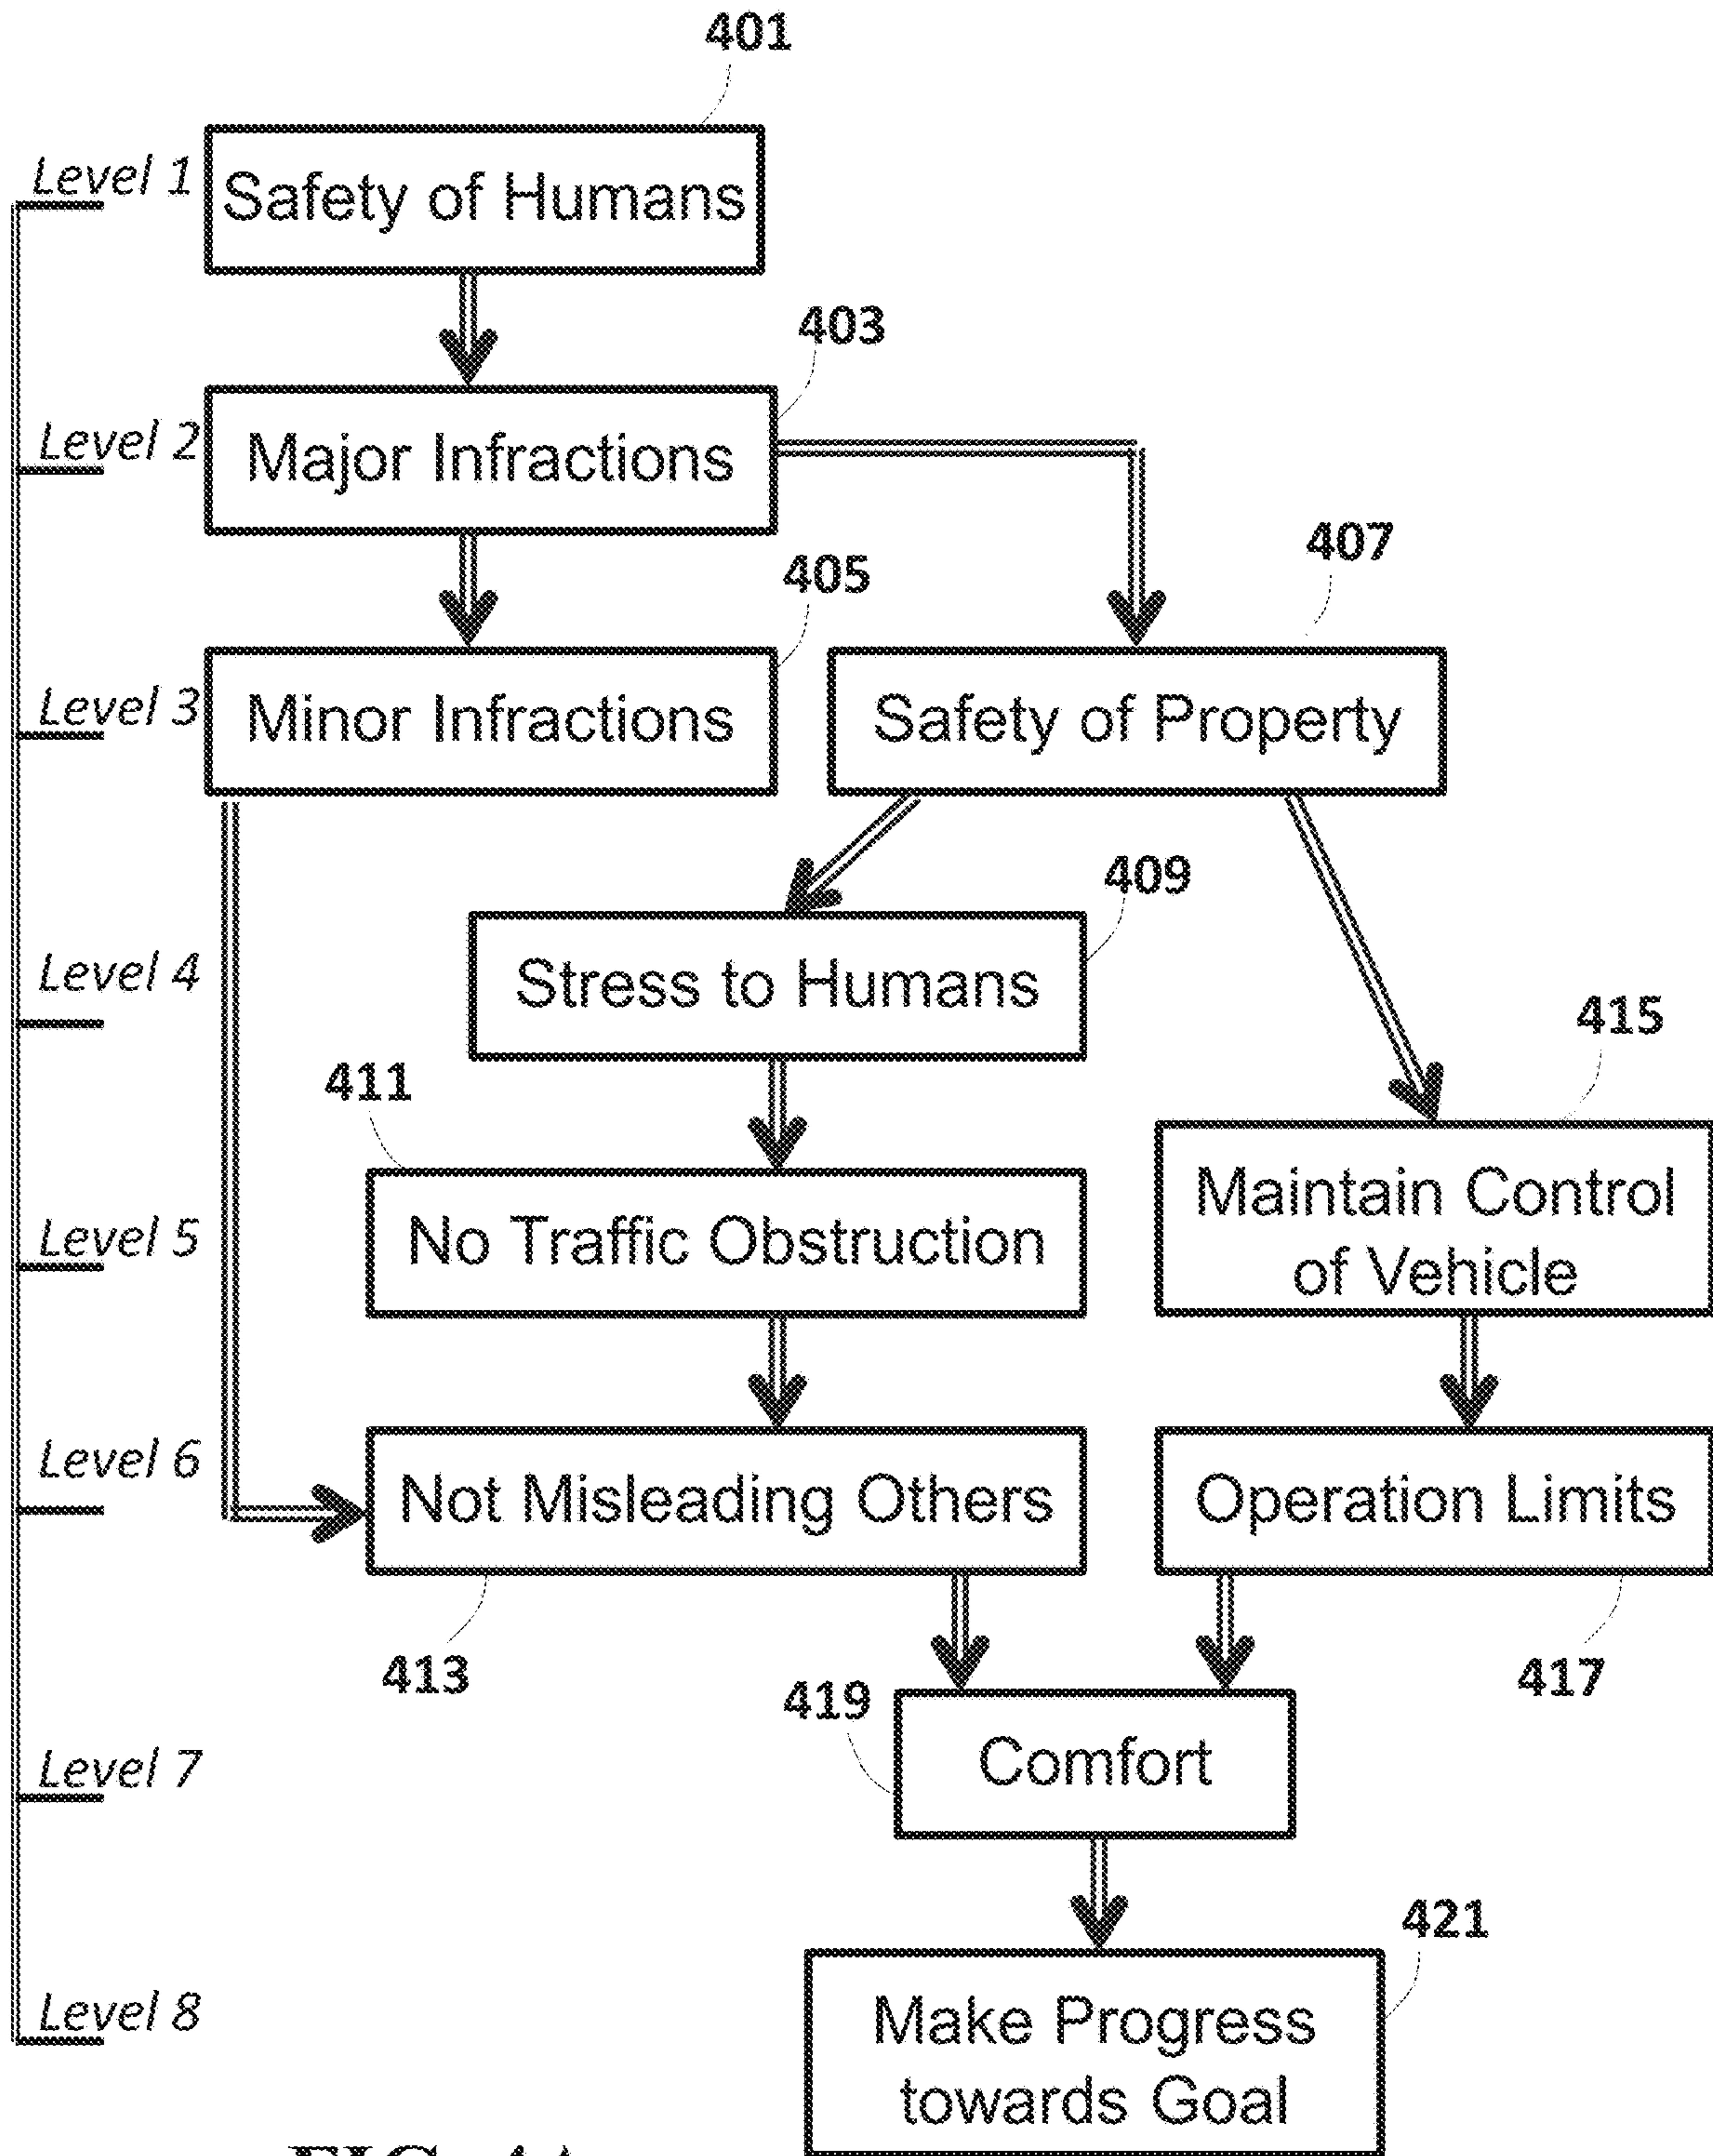 401
Level 1
Safety of Humans
403
Level 2
Major Infractions
407
405
Level 3
Minor Infractions
Safety of Property
409
Level 4
Stress to Humans
415
411
Level 5
No Traffic Obstruction
Maintain Control
of Vehicle
Level 6
Not Misleading Others
Operation Limits
413
417
419
Level 7
Comfort
421
Level 8
Make Progress
towards Goal